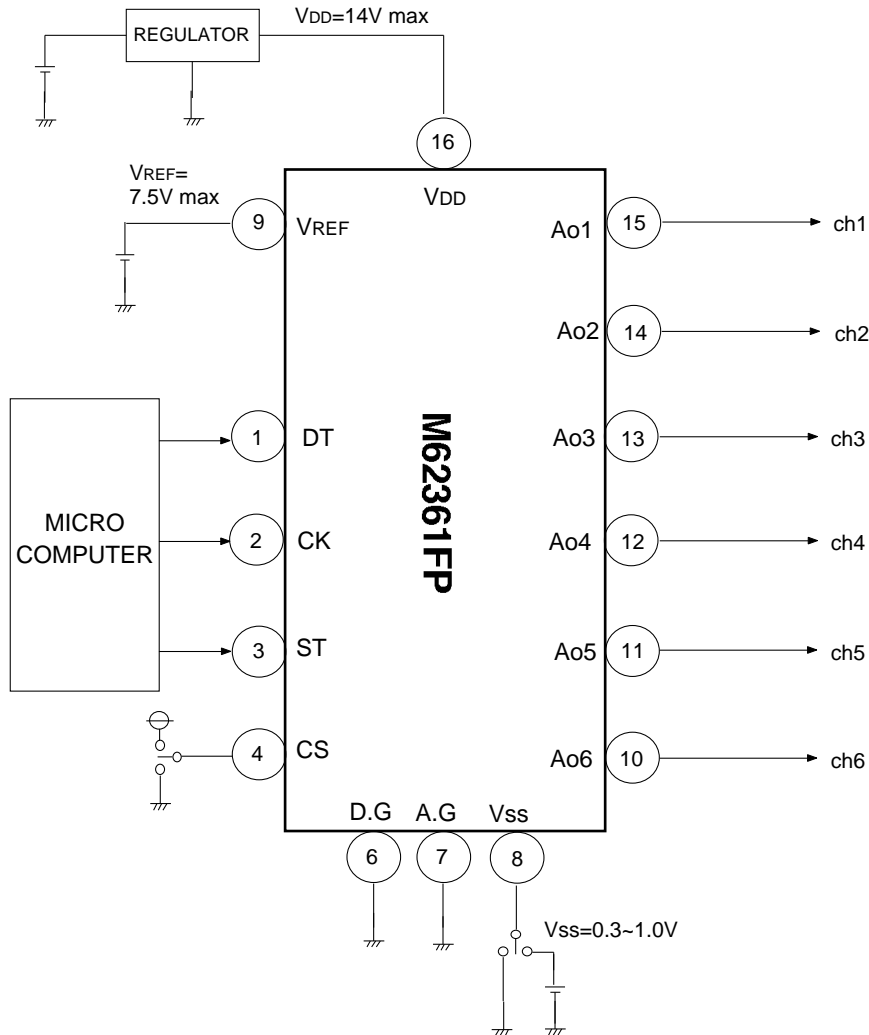 VDD=14V max
REGULATOR
16
VREF=
7.5V max
VDD
9
VREF
Ao1
15
ch1
Ao2
14
ch2
1
DT
Ao3
13
ch3
M62361FP
MICRO
COMPUTER
2
CK
Ao4
12
ch4
3
ST
Ao5
11
ch5
4
CS
Ao6
10
ch6
D.G
A.G
Vss
6
7
8
Vss=0.3~1.0V